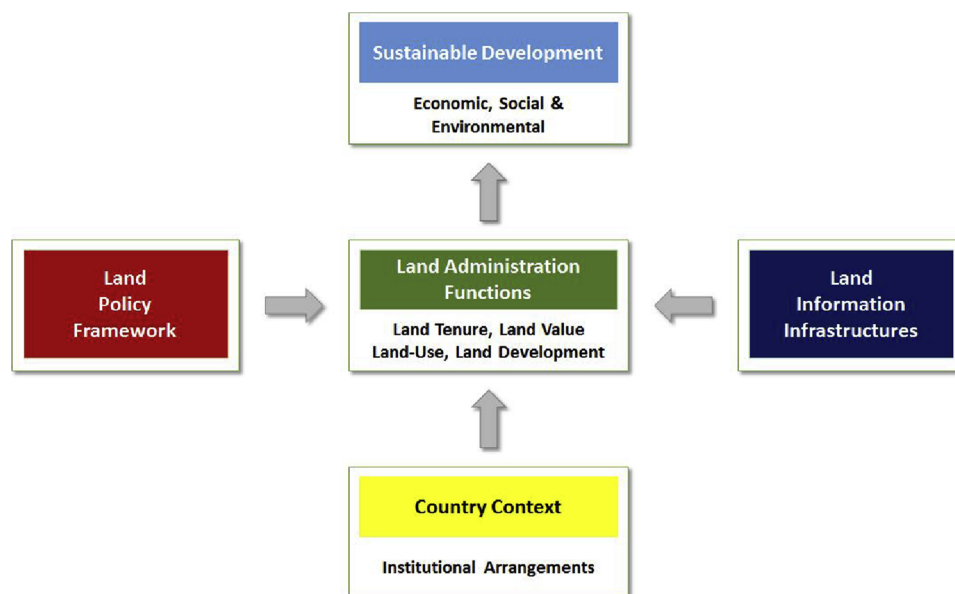 Sustainable Development
Economic, Social &
Environmental
Land
Policy
Framework
Land Administration
Functions
Land Tenure, Land Value
Land-Use, Land Development
Land
Information
Infrastructures
Country Context
Institutional Arrangements